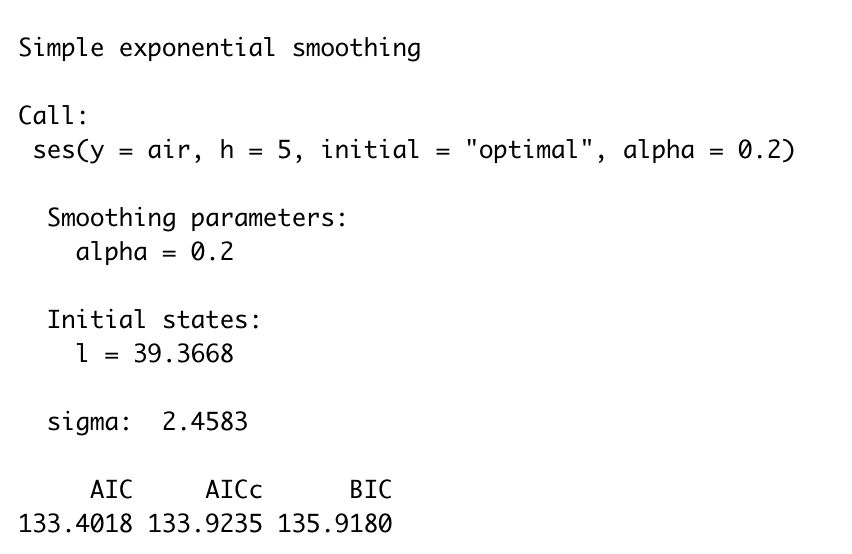 Simple exponential smoothing
Call:
ses(y = air, h = 5, initial = "optimal", alpha = 0.2)
Smoothing parameters:
alpha = 0.2
Initial states:
l = 39.3668
sigma:  2.4583
AIC     AICc      BIC
133.4018 133.9235 135.9180